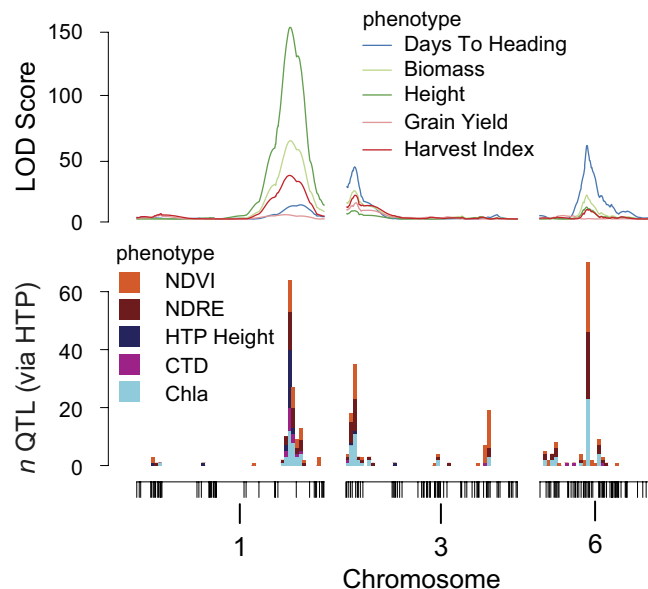 phenotype
Days To Heading
Biomass
Height
Grain Yield
Harvest Index
LOD Score
150
100
50
0
phenotype
NDVI
NDRE
HTP Height
CTD
Chla
n QTL (via HTP)
60
40
20
0
1
3
6
Chromosome